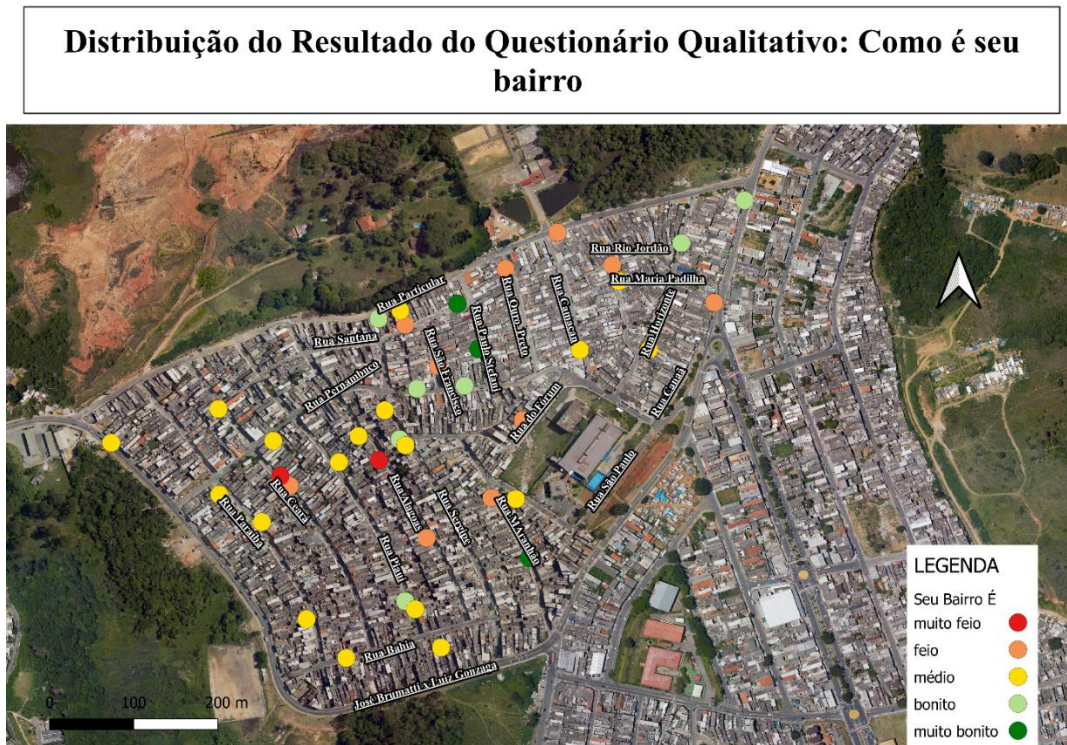 Distribuição do Resultado do Questionário Qualitativo: Como é seu
bairro
Rua Rio Jordão
Rua Maria Padilha
Rua Particular
Rua Santana
Rua Ouro Preto
Rua Camacan
Rua Horizonte
Rua Paulo Stefani
Rua São Francisco
Rua Pernambuco
Rua Canaã
Rua do Fórum
Rua São Paulo
Rua Ceará
Rua Paraíba
Rua Alagoas
Rua Sergipe
Rua MAranhão
Rua Piauí
Rua Bahia
José Brumatti x Luiz Gonzaga
LEGENDA
Seu Bairro É
muito feio
feio
médio
bonito
muito bonito
0 100 200 m